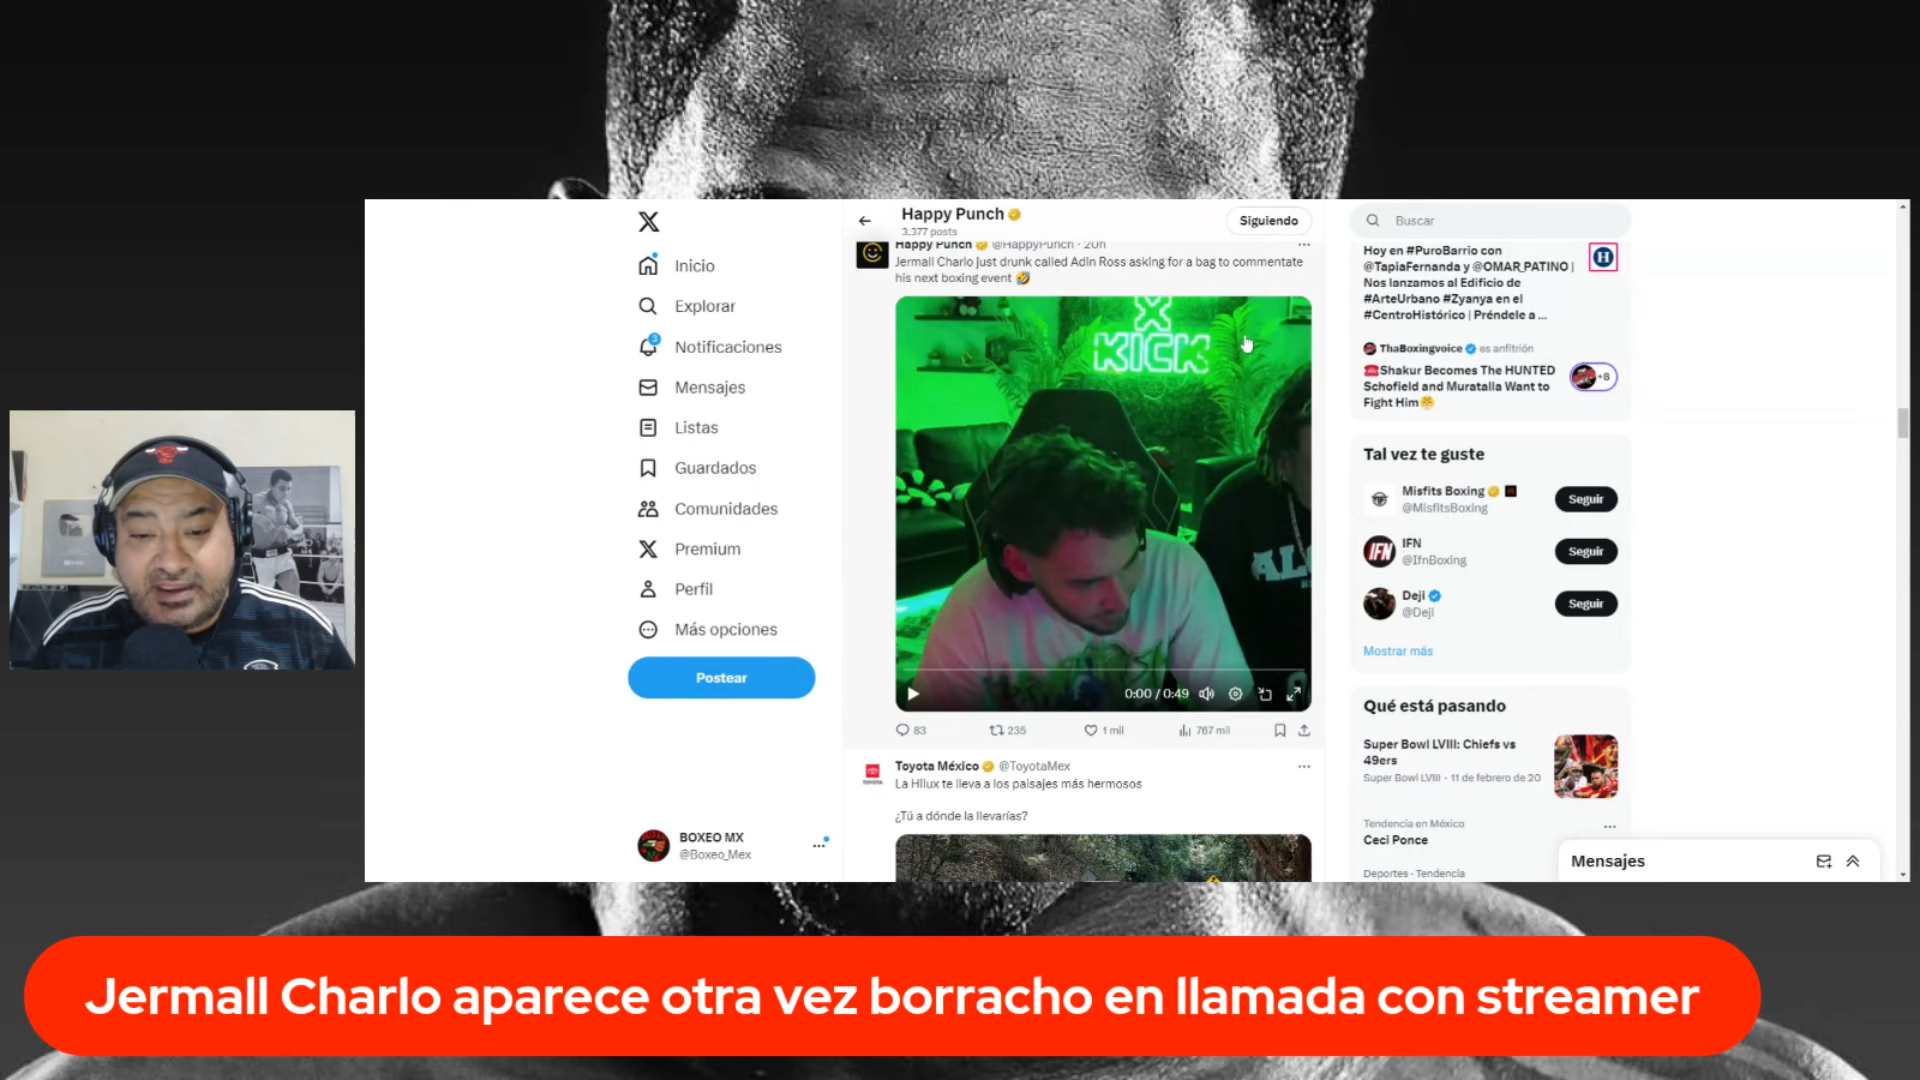 Happy Punch
3.377 posts
Siguiendo
Buscar
Inicio
Explorar
3
Notificaciones
Mensajes
Listas
Guardados
Comunidades
Premium
Perfil
Más opciones
Postear
BOXEO MX
@Boxeo_Mex
Happy Punch @HappyPunch · 20h
Jermall Charlo just drunk called Adin Ross asking for a bag to commentate
his next boxing event 🤣
X
KICK
0:00 / 0:49
83
235
1 mil
767 mil
Toyota México @ToyotaMex
La Hilux te lleva a los paisajes más hermosos
¿Tú a dónde la llevarías?
Hoy en #PuroBarrio con
@TapiaFernanda y @OMAR_PATINO |
Nos lanzamos al Edificio de
#ArteUrbano #Zyanya en el
#CentroHistórico | Préndele a ...
H
ThaBoxingvoice es anfitrión
☎️Shakur Becomes The HUNTED
Schofield and Muratalla Want to
Fight Him😤
+8
Tal vez te guste
Misfits Boxing
@MisfitsBoxing
Seguir
IFN
IFN
@IfnBoxing
Seguir
Deji
@Deji
Seguir
Mostrar más
Qué está pasando
Super Bowl LVIII: Chiefs vs
49ers
Super Bowl LVIII · 11 de febrero de 20
Tendencia en México
Ceci Ponce
Deportes · Tendencia
Mensajes
Jermall Charlo aparece otra vez borracho en llamada con streamer